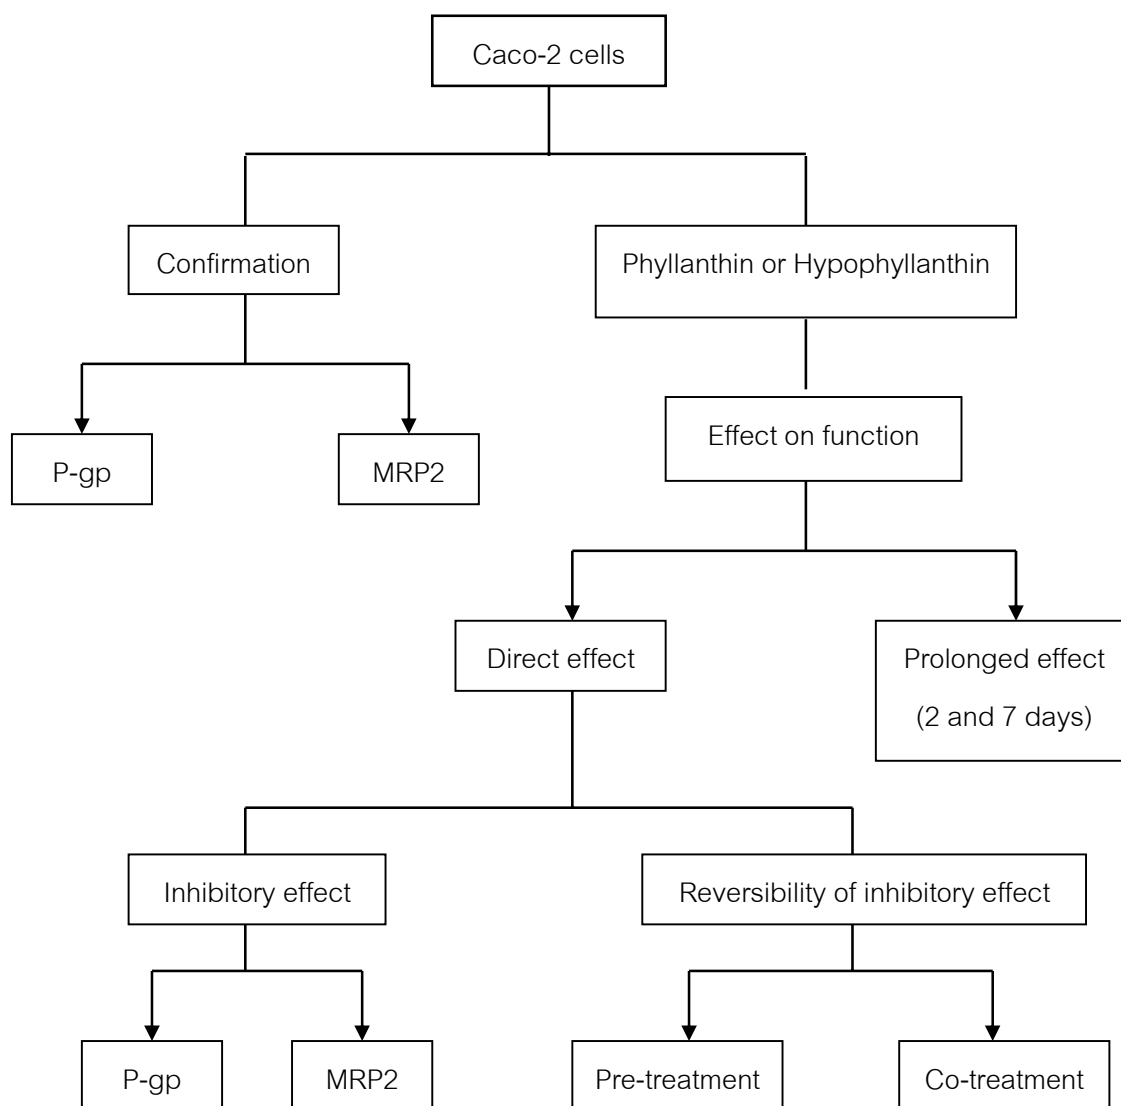 Caco-2 cells
Confirmation
Phyllanthin or Hypophyllanthin
P-gp
MRP2
Effect on function
Direct effect
Prolonged effect
(2 and 7 days)
Inhibitory effect
Reversibility of inhibitory effect
P-gp
MRP2
Pre-treatment
Co-treatment